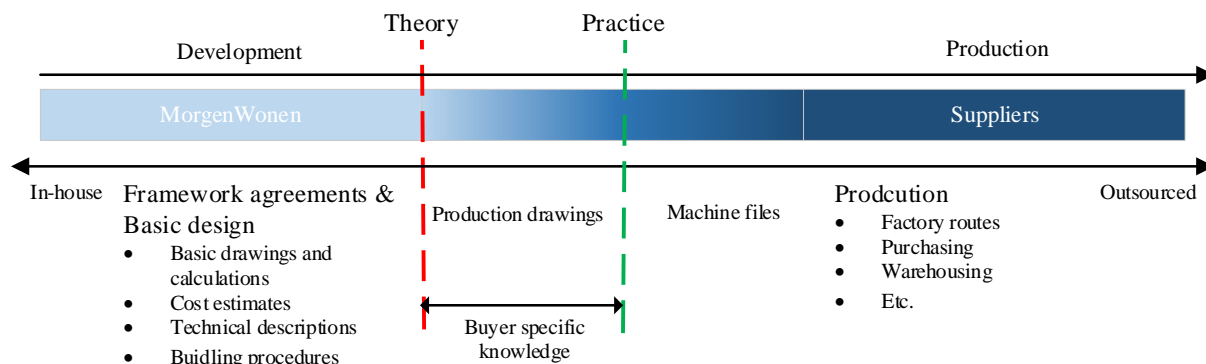 Theory
Practice
Development
Production
MorgenWonen
Suppliers
In-house
Outsourced
Framework agreements &
Basic design
• Basic drawings and
calculations
• Cost estimates
• Technical descriptions
• Buidling procedures
Production drawings
Machine files
Prodcution
• Factory routes
• Purchasing
• Warehousing
• Etc.
Buyer specific
knowledge